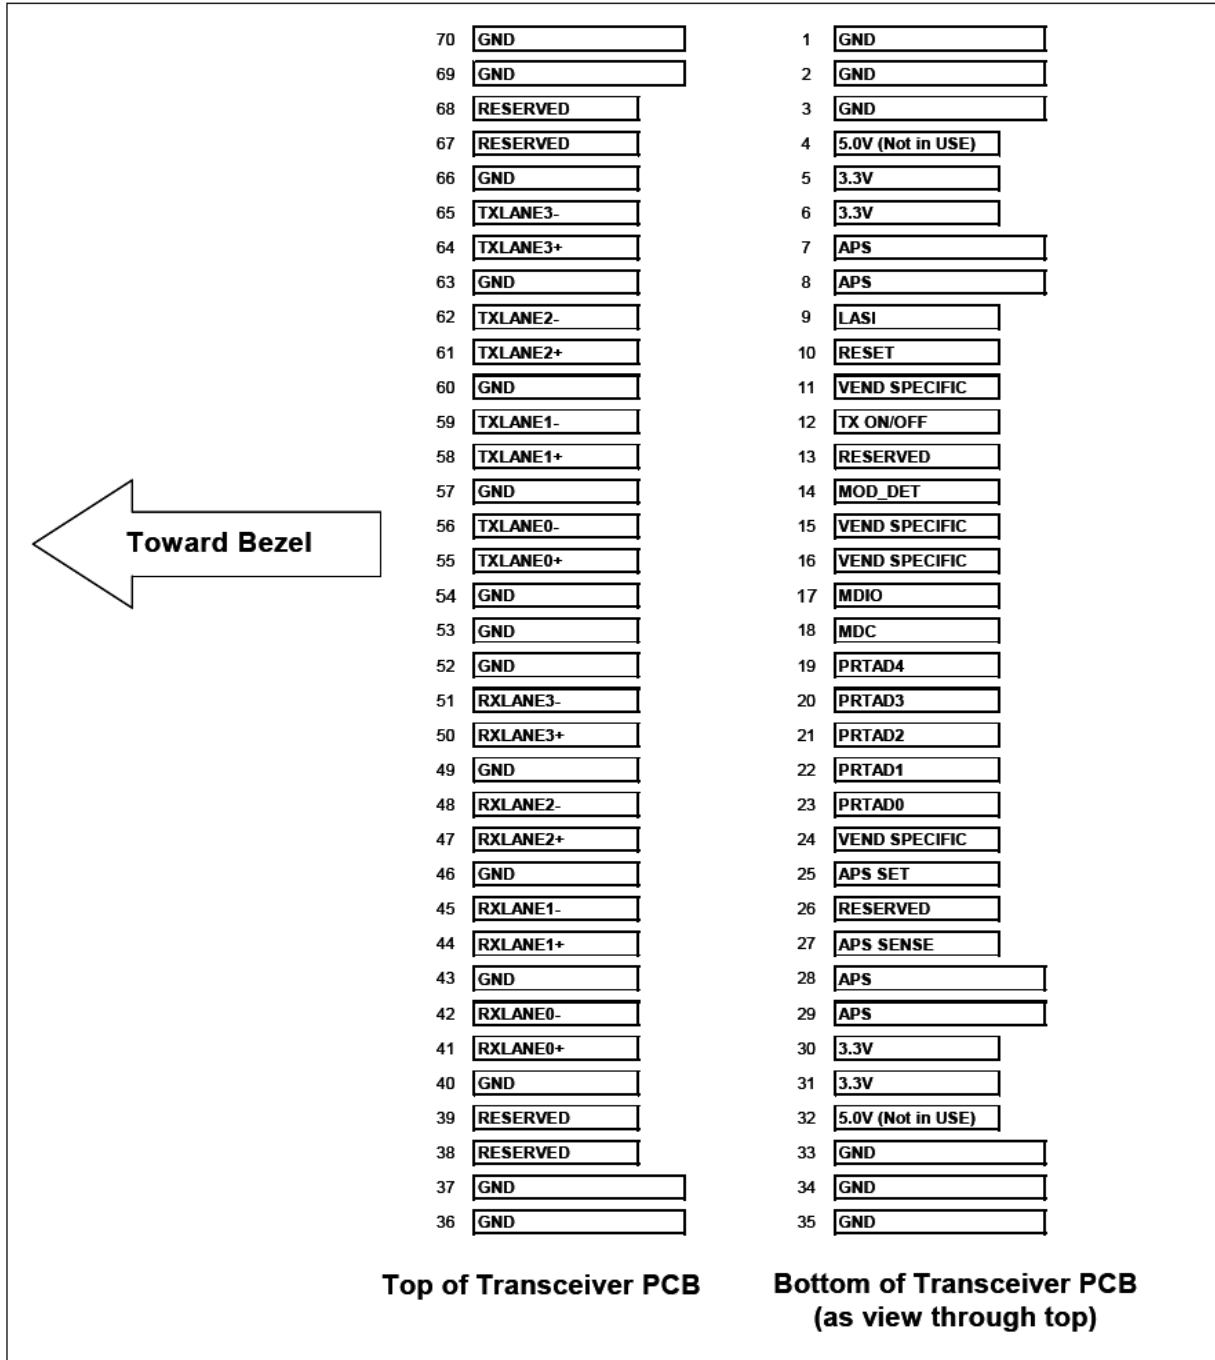 70 GND 1 GND
69 GND 2 GND
68 RESERVED 3 GND
67 RESERVED 4 5.0V (Not in USE)
66 GND 5 3.3V
65 TXLANE3- 6 3.3V
64 TXLANE3+ 7 APS
63 GND 8 APS
62 TXLANE2- 9 LASI
61 TXLANE2+ 10 RESET
60 GND 11 VEND SPECIFIC
59 TXLANE1- 12 TX ON/OFF
58 TXLANE1+ 13 RESERVED
57 GND 14 MOD_DET
56 TXLANE0- 15 VEND SPECIFIC
Toward Bezel
55 TXLANE0+ 16 VEND SPECIFIC
54 GND 17 MDIO
53 GND 18 MDC
52 GND 19 PRTAD4
51 RXLANE3- 20 PRTAD3
50 RXLANE3+ 21 PRTAD2
49 GND 22 PRTAD1
48 RXLANE2- 23 PRTAD0
47 RXLANE2+ 24 VEND SPECIFIC
46 GND 25 APS SET
45 RXLANE1- 26 RESERVED
44 RXLANE1+ 27 APS SENSE
43 GND 28 APS
42 RXLANE0- 29 APS
41 RXLANE0+ 30 3.3V
40 GND 31 3.3V
39 RESERVED 32 5.0V (Not in USE)
38 RESERVED 33 GND
37 GND 34 GND
36 GND 35 GND
Top of Transceiver PCB
Bottom of Transceiver PCB
(as view through top)